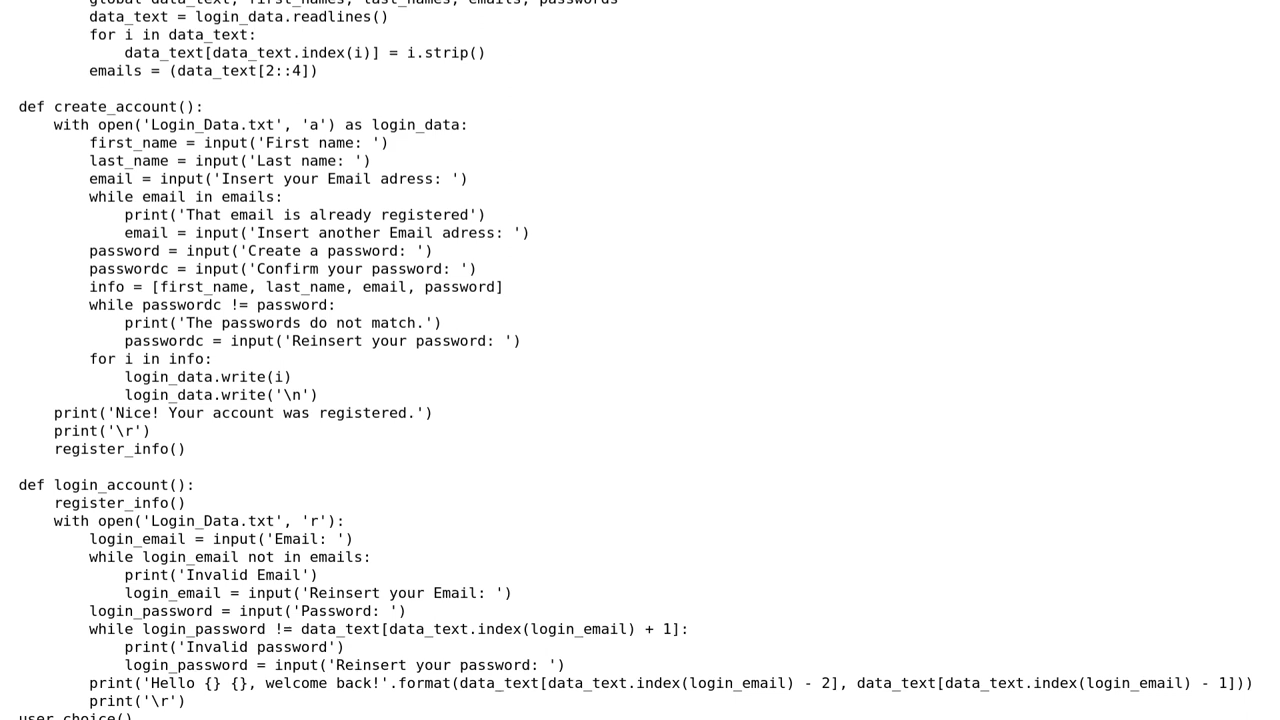 global data_text, first_names, last_names, emails, passwords
        data_text = login_data.readlines()
        for i in data_text:
            data_text[data_text.index(i)] = i.strip()
        emails = (data_text[2::4])

def create_account():
    with open('Login_Data.txt', 'a') as login_data:
        first_name = input('First name: ')
        last_name = input('Last name: ')
        email = input('Insert your Email adress: ')
        while email in emails:
            print('That email is already registered')
            email = input('Insert another Email adress: ')
        password = input('Create a password: ')
        passwordc = input('Confirm your password: ')
        info = [first_name, last_name, email, password]
        while passwordc != password:
            print('The passwords do not match.')
            passwordc = input('Reinsert your password: ')
        for i in info:
            login_data.write(i)
            login_data.write('\n')
    print('Nice! Your account was registered.')
    print('\r')
    register_info()

def login_account():
    register_info()
    with open('Login_Data.txt', 'r'):
        login_email = input('Email: ')
        while login_email not in emails:
            print('Invalid Email')
            login_email = input('Reinsert your Email: ')
        login_password = input('Password: ')
        while login_password != data_text[data_text.index(login_email) + 1]:
            print('Invalid password')
            login_password = input('Reinsert your password: ')
        print('Hello {} {}, welcome back!'.format(data_text[data_text.index(login_email) - 2], data_text[data_text.index(login_email) - 1]))
        print('\r')
user_choice()